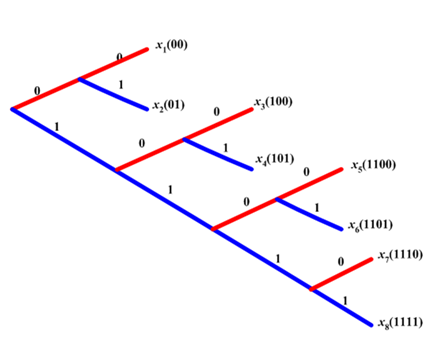 0
x₁(00)
0
1
x₂(01)
1
0
x₃(100)
0
1
x₄(101)
1
0
x₅(1100)
0
1
x₆(1101)
1
0
x₇(1110)
1
x₈(1111)